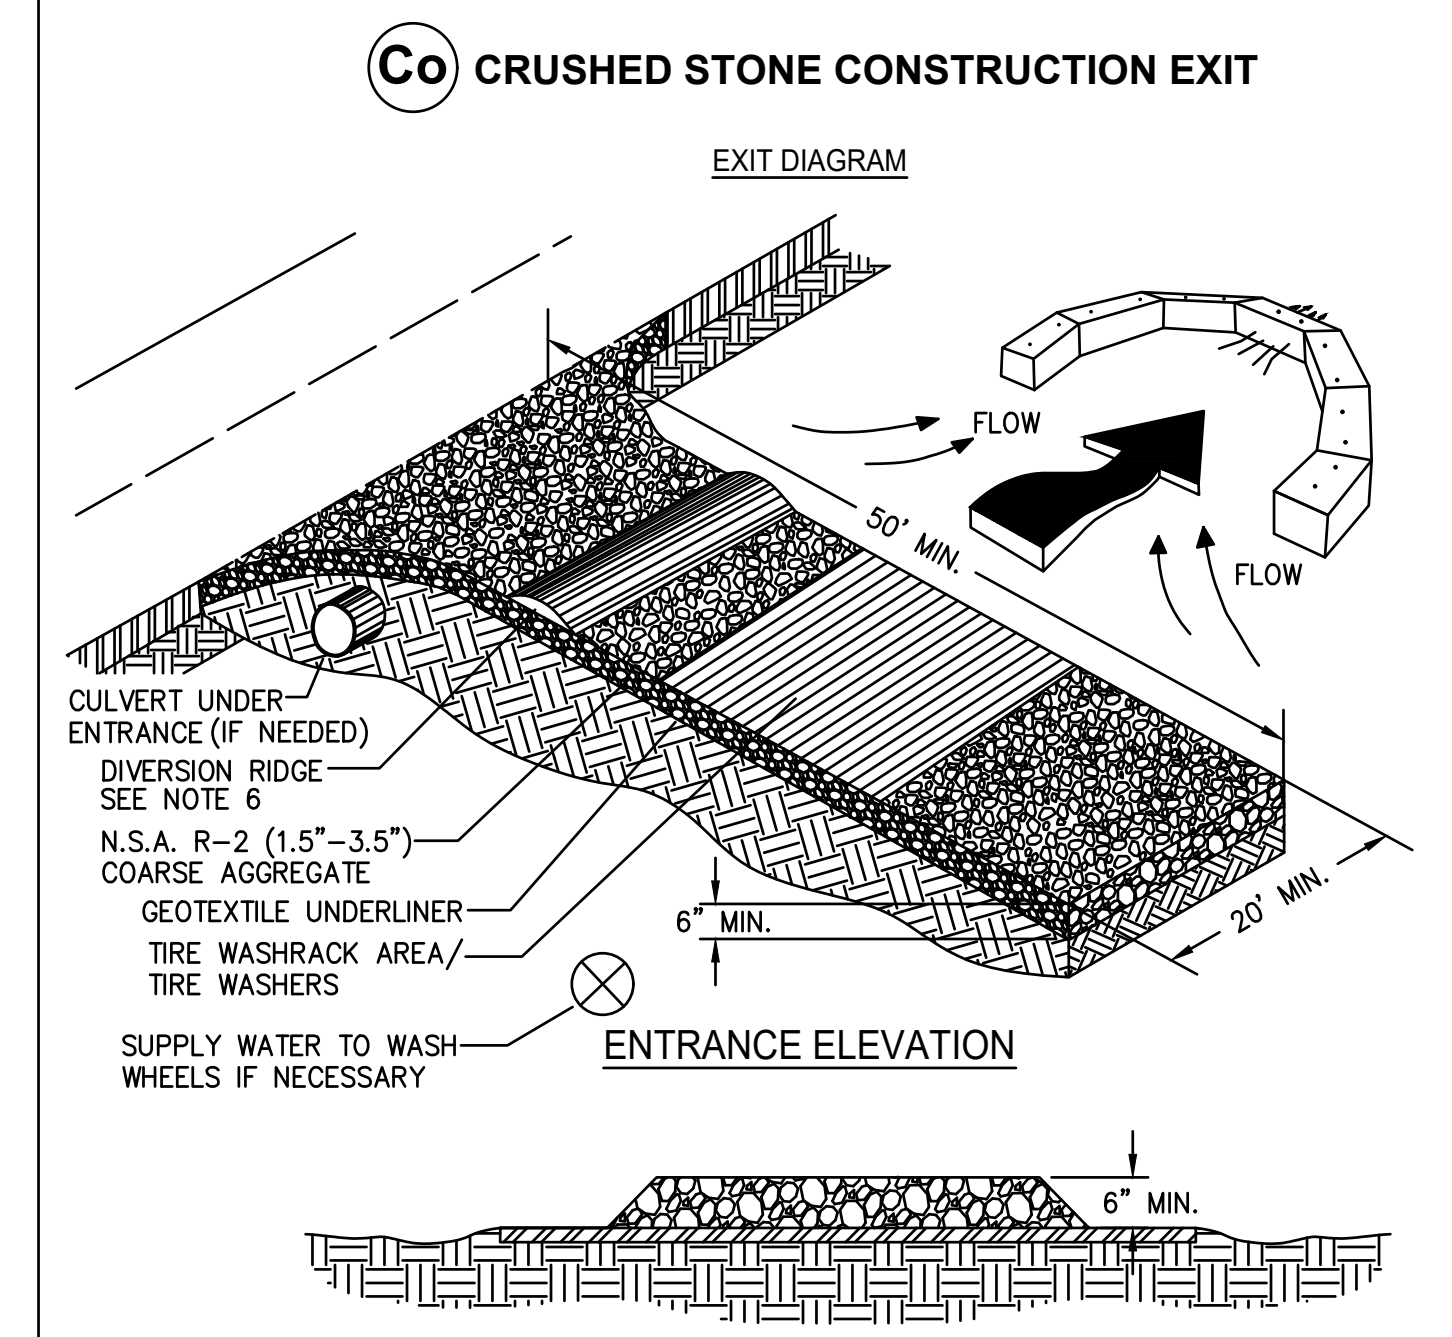 Co CRUSHED STONE CONSTRUCTION EXIT
EXIT DIAGRAM
FLOW
50' MIN.
FLOW
CULVERT UNDER
ENTRANCE (IF NEEDED)
DIVERSION RIDGE
SEE NOTE 6
N.S.A. R-2 (1.5"-3.5")
COARSE AGGREGATE
GEOTEXTILE UNDERLINER
TIRE WASHRACK AREA/
TIRE WASHERS
6" MIN.
20' MIN.
SUPPLY WATER TO WASH
WHEELS IF NECESSARY
ENTRANCE ELEVATION
6" MIN.